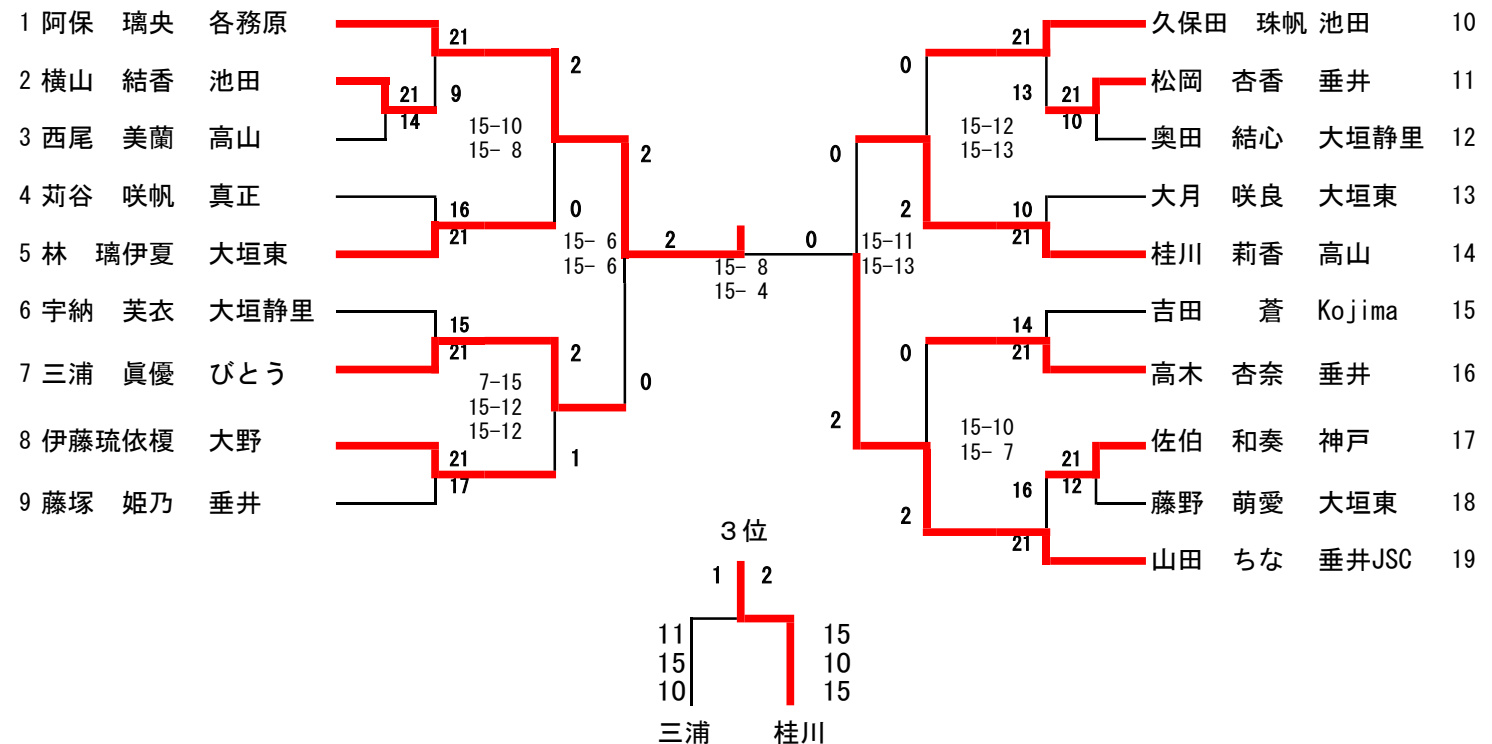 1 阿保 璃央 各務原
2 横山 結香 池田
3 西尾 美蘭 高山
4 苅谷 咲帆 真正
5 林 璃伊夏 大垣東
6 宇納 芙衣 大垣静里
7 三浦 眞優 びとう
8 伊藤琉依榎 大野
9 藤塚 姫乃 垂井
21
9
21
14
15-10
15- 8
2
16
21
0
15- 6
15- 6
2
15
21
2
7-15
15-12
15-12
0
21
17
1
2
15- 8
15- 4
0
久保田 珠帆 池田 10
松岡 杏香 垂井 11
奥田 結心 大垣静里 12
大月 咲良 大垣東 13
桂川 莉香 高山 14
吉田 蒼 Kojima 15
高木 杏奈 垂井 16
佐伯 和奏 神戸 17
藤野 萌愛 大垣東 18
山田 ちな 垂井JSC 19
21
0
13
21
10
15-12
15-13
0
2
10
21
15-11
15-13
14
21
0
2
15-10
15- 7
21
12
16
2
21
3位
1 2
11 15
15 10
10 15
三浦 桂川